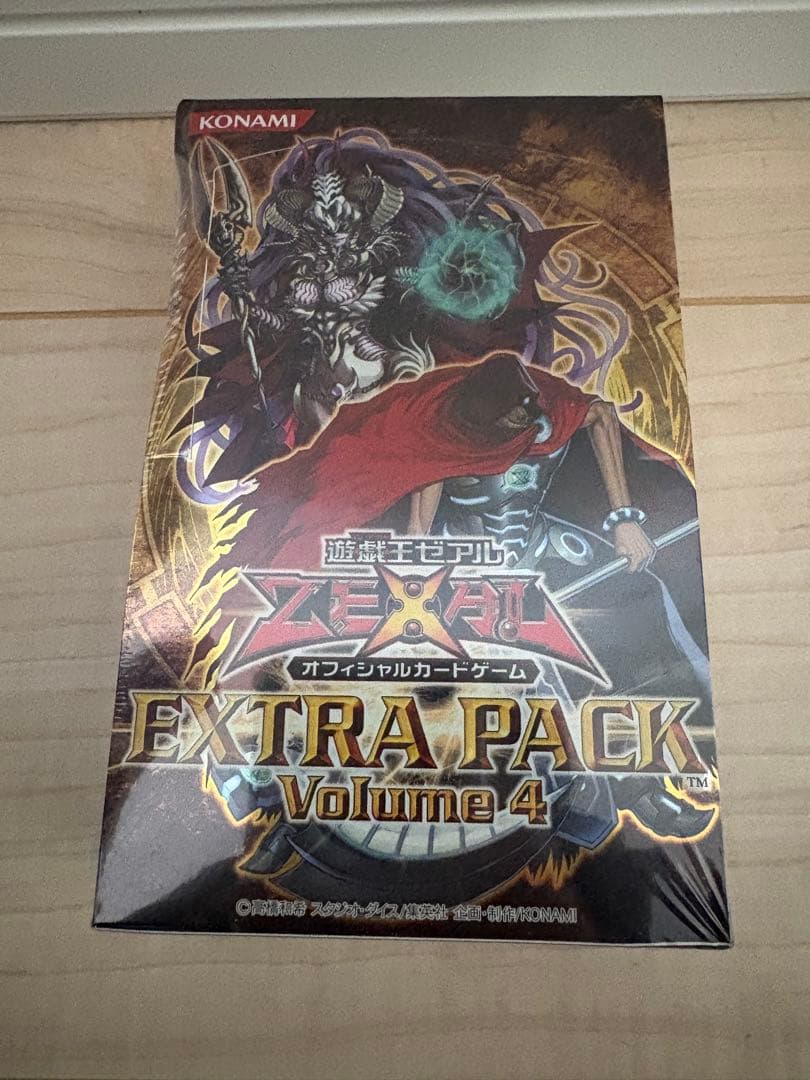 KONAMI
遊戯王ゼアル
ZEXAL
オフィシャルカードゲーム
EXTRA PACK
TM
Volume 4
©高橋和希 スタジオ・ダイス/集英社 企画・制作/KONAMI